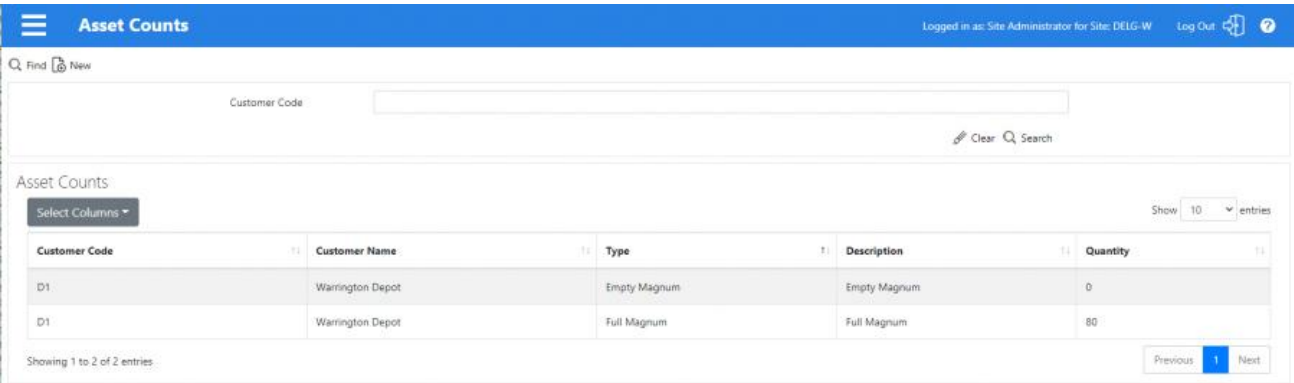 Asset Counts Logged in as: Site Administrator for Site: DELG-W Log Out ?
Find New
Customer Code
Clear Search
Asset Counts
Select Columns Show 10 entries
Customer Code Customer Name Type Description Quantity
D1 Warrington Depot Empty Magnum Empty Magnum 0
D1 Warrington Depot Full Magnum Full Magnum 80
Showing 1 to 2 of 2 entries Previous 1 Next